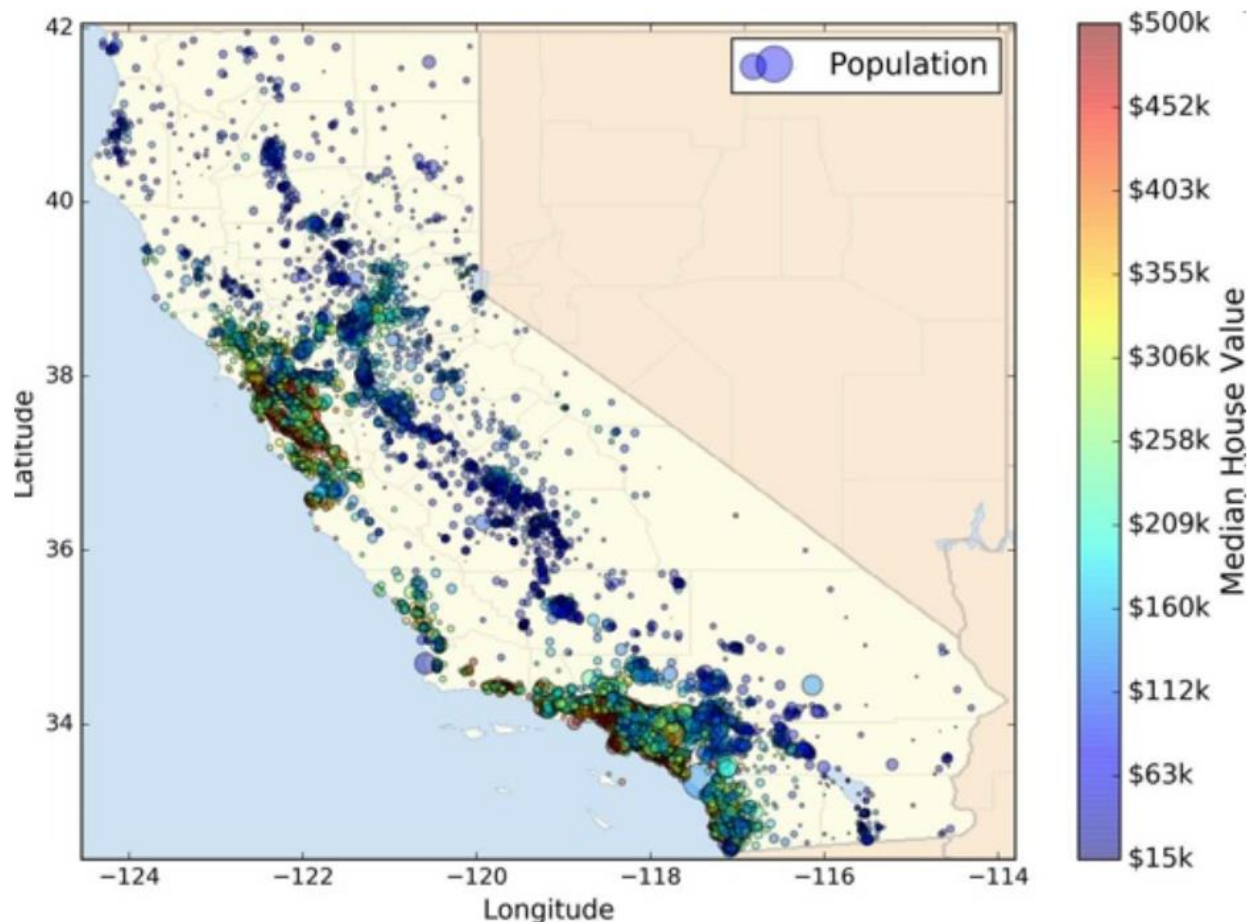 Population
42
40
38
36
34
Latitude
−124
−122
−120
−118
−116
−114
Longitude
$500k
$452k
$403k
$355k
$306k
$258k
$209k
$160k
$112k
$63k
$15k
Median House Value